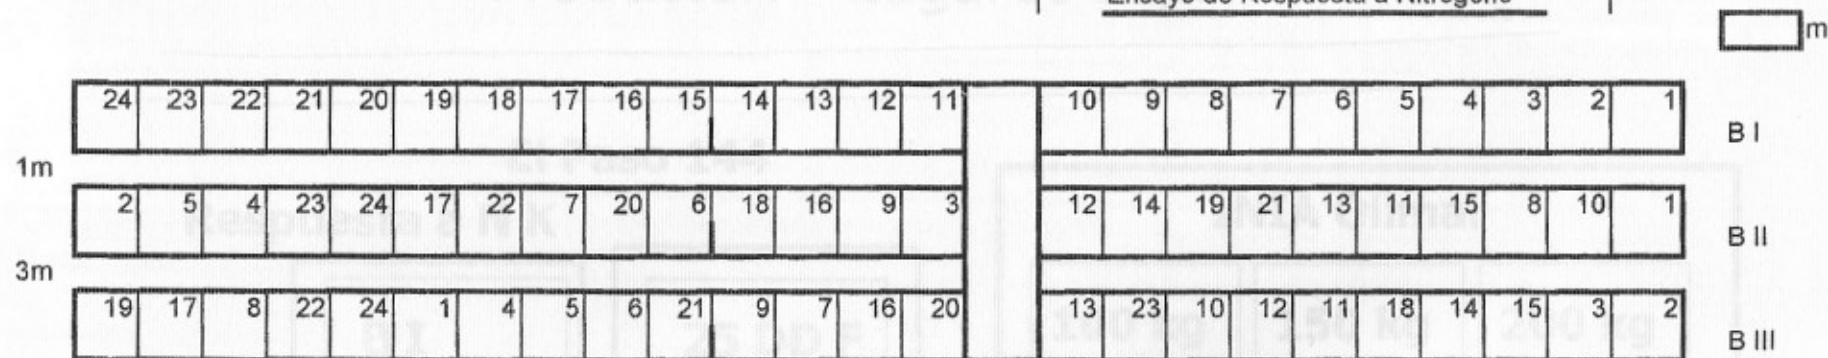 Ensayo de Respuesta a Nitrógeno
m
24 23 22 21 20 19 18 17 16 15 14 13 12 11 10 9 8 7 6 5 4 3 2 1 B I
1m
2 5 4 23 24 17 22 7 20 6 18 16 9 3 12 14 19 21 13 11 15 8 10 1 B II
3m
19 17 8 22 24 1 4 5 6 21 9 7 16 20 13 23 10 12 11 18 14 15 3 2 B III